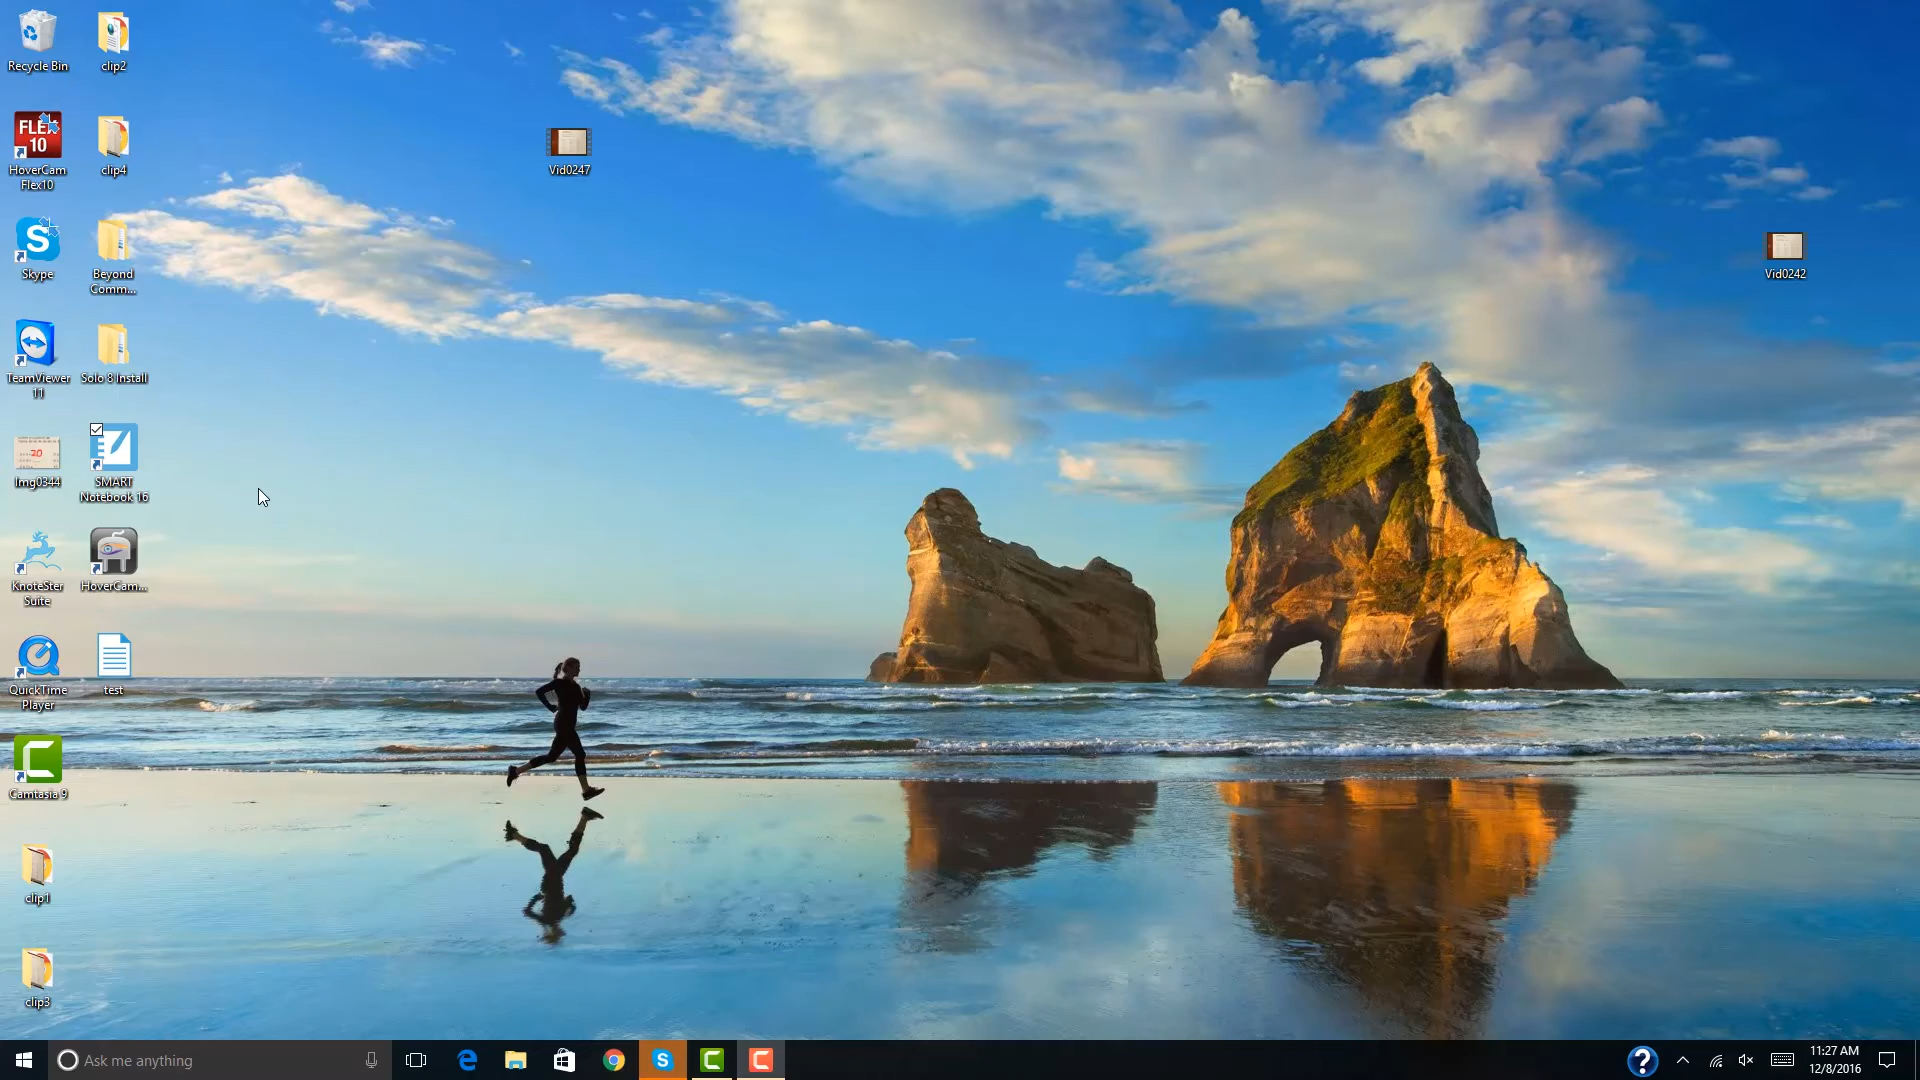 Recycle Bin
clip2
FLEX
10
HoverCam
Flex10
clip4
Vid0247
Skype
Beyond
Comm...
Vid0242
TeamViewer
11
Solo 8 Install
20
Img0344
SMART
Notebook 16
KnoteSter
Suite
HoverCam...
QuickTime
Player
test
Camtasia 9
clip1
clip3
Ask me anything
11:27 AM
12/8/2016